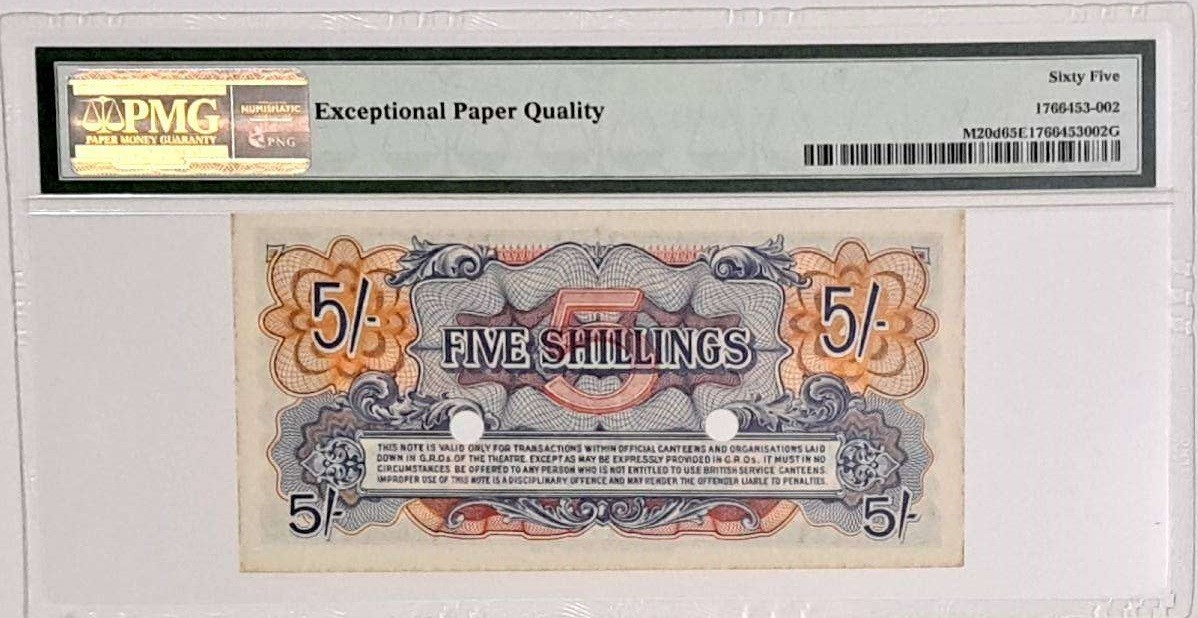 Sixty Five
PMG
PAPER MONEY GUARANTY
NUMISMATIC
PNG
Exceptional Paper Quality
1766453-002
M20d65E1766453002G
5/-
5/-
5
FIVE SHILLINGS
THIS NOTE IS VALID ONLY FOR TRANSACTIONS WITHIN OFFICIAL CANTEENS AND ORGANISATIONS LAID
DOWN IN G.R.Os. OF THE THEATRE. EXCEPT AS MAY BE EXPRESSLY PROVIDED IN G.R.Os. IT MUST IN NO
CIRCUMSTANCES BE OFFERED TO ANY PERSON WHO IS NOT ENTITLED TO USE BRITISH SERVICE CANTEENS.
IMPROPER USE OF THIS NOTE IS A DISCIPLINARY OFFENCE AND MAY RENDER THE OFFENDER LIABLE TO PENALTIES.
5/-
5/-